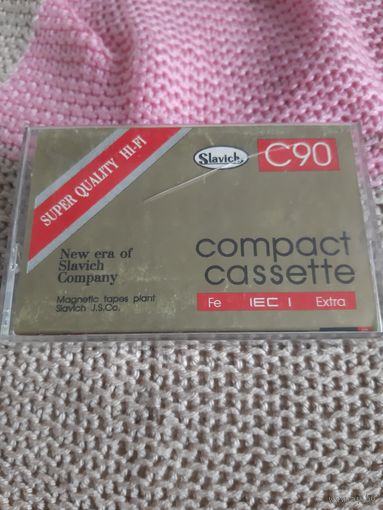 SUPER QUALITY HI-FI
Slavich
C90
New era of
Slavich
Company
compact
cassette
Magnetic tapes plant
Slavich J.S.Co.
Fe IEC I Extra